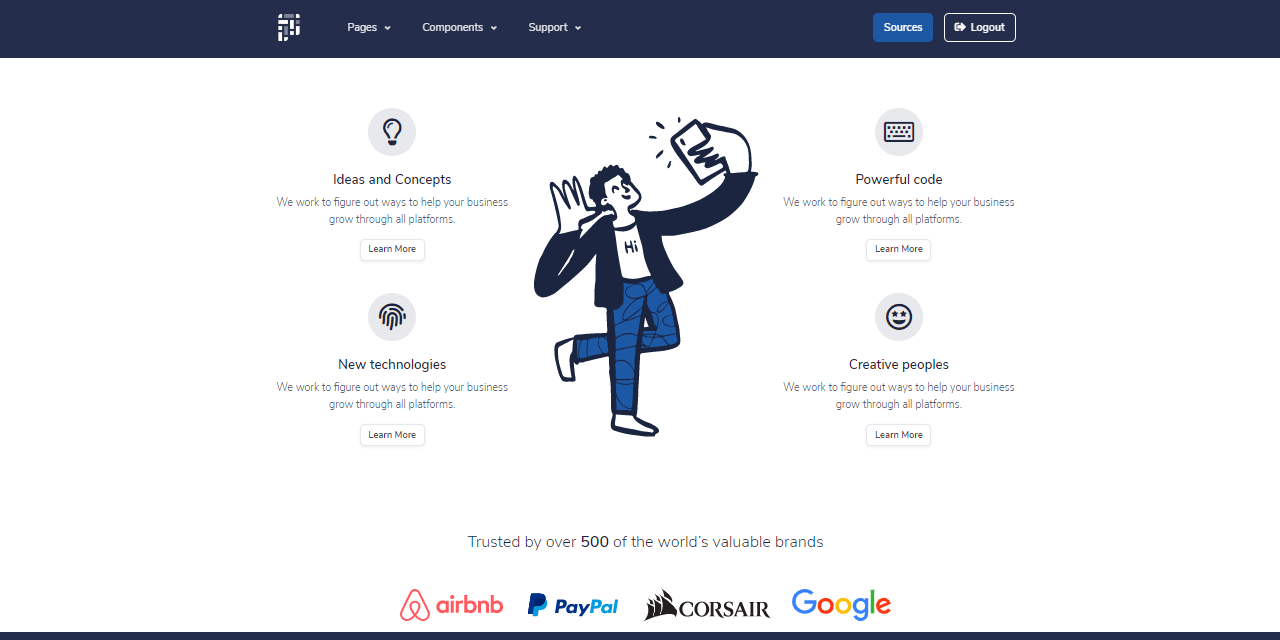 Pages
Components
Support
Sources
Logout
Ideas and Concepts
We work to figure out ways to help your business
grow through all platforms.
Learn More
New technologies
We work to figure out ways to help your business
grow through all platforms.
Learn More
Hi
Powerful code
We work to figure out ways to help your business
grow through all platforms.
Learn More
Creative peoples
We work to figure out ways to help your business
grow through all platforms.
Learn More
Trusted by over 500 of the world's valuable brands
airbnb
PayPal
CORSAIR
Google